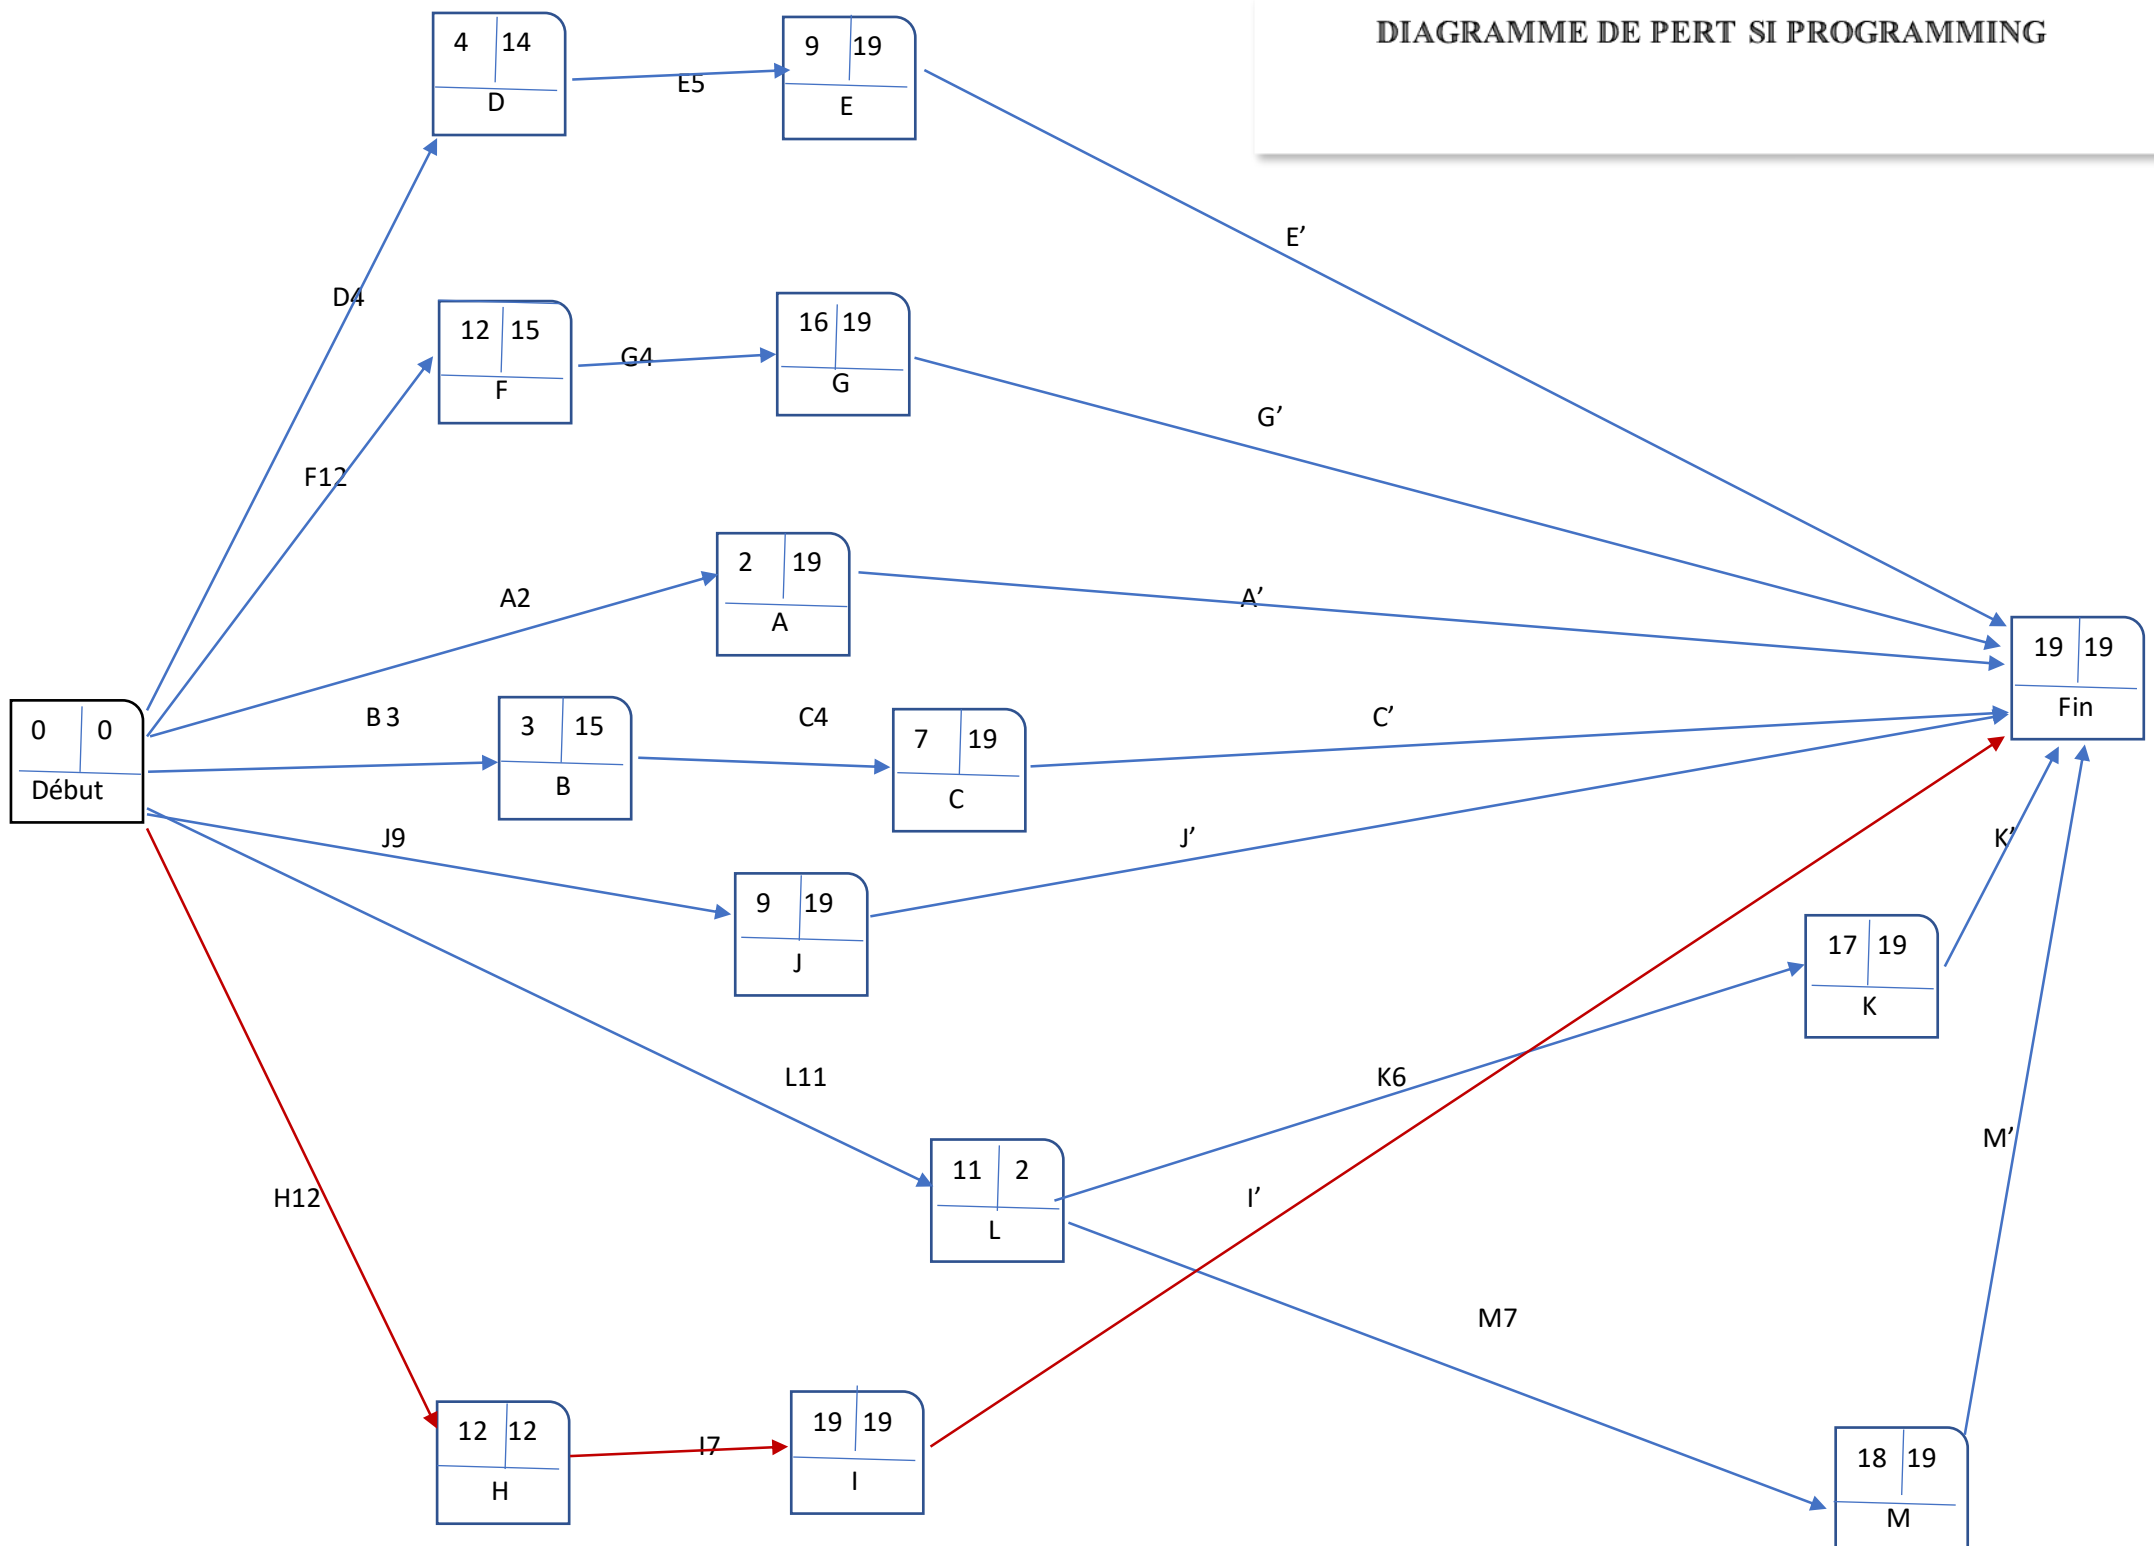 DIAGRAMME DE PERT SI PROGRAMMING
4 14
D
E5
9 19
E
E’
D4
12 15
F
G4
16 19
G
G’
F12
2 19
A
A2
A’
19 19
Fin
0 0
Début
B 3
3 15
B
C4
7 19
C
C’
J9
9 19
J
J’
K’
17 19
K
L11
K6
11 2
L
M’
H12
I’
M7
12 12
H
I7
19 19
I
18 19
M